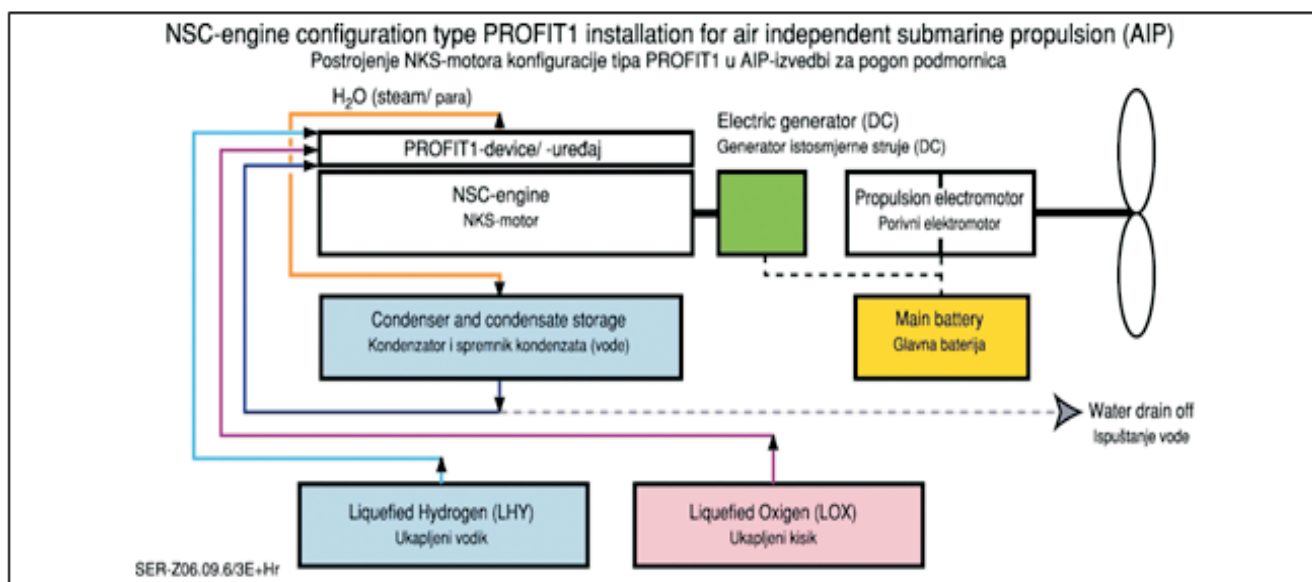 NSC-engine configuration type PROFIT1 installation for air independent submarine propulsion (AIP)
Postrojenje NKS-motora konfiguracije tipa PROFIT1 u AIP-izvedbi za pogon podmornica
H₂O (steam/ para)
PROFIT1-device/ -uređaj
NSC-engine
NKS-motor
Electric generator (DC)
Generator istosmjerne struje (DC)
Propulsion electromotor
Porivni elektromotor
Condenser and condensate storage
Kondenzator i spremnik kondenzata (vode)
Main battery
Glavna baterija
Water drain off
Ispuštanje vode
Liquefied Hydrogen (LHY)
Ukapljeni vodik
Liquefied Oxigen (LOX)
Ukapljeni kisik
SER-Z06.09.6/3E+Hr